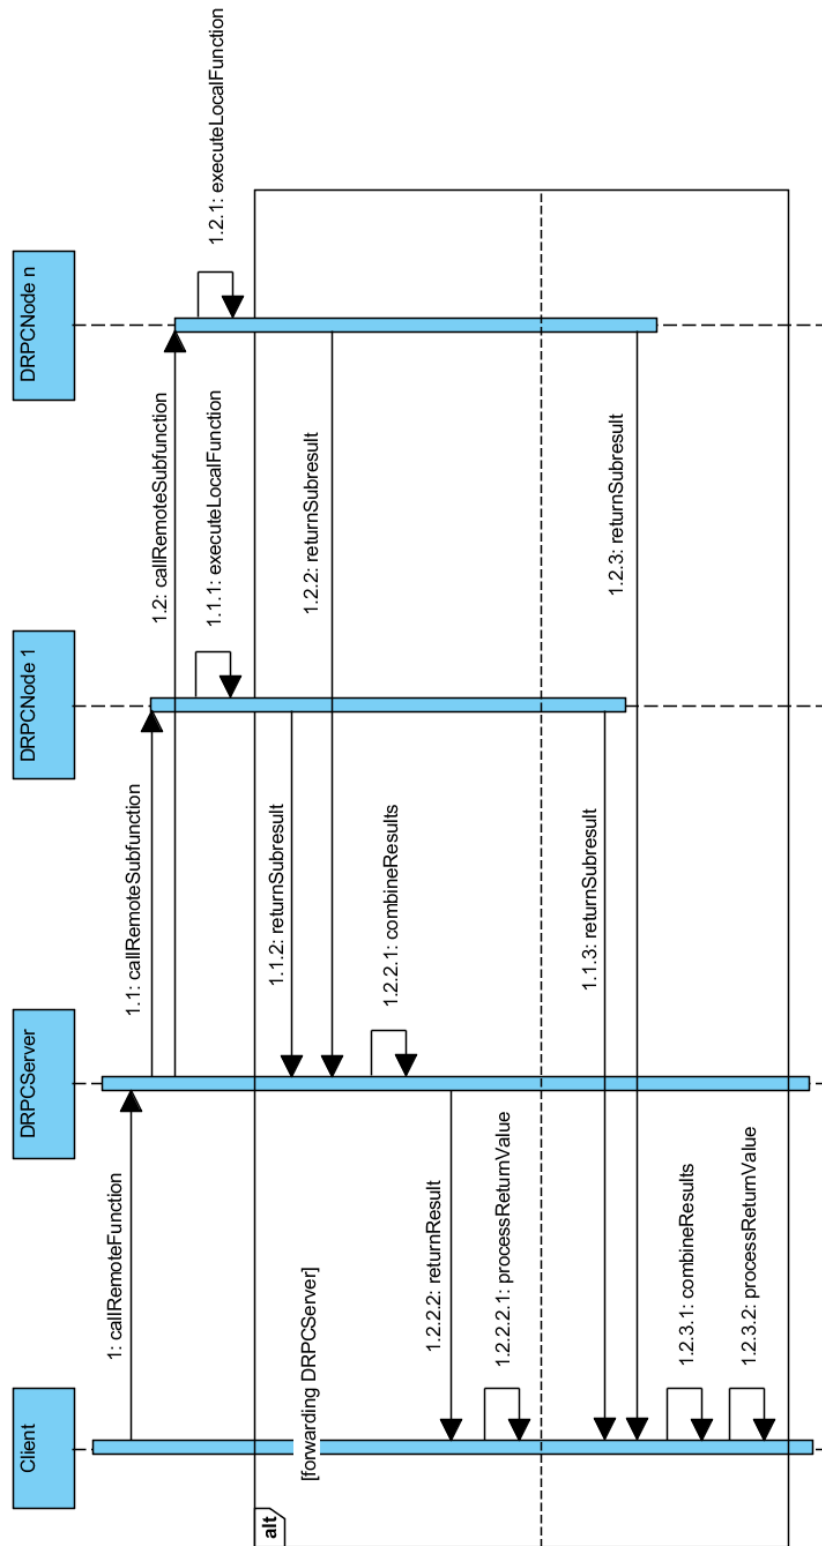 Client
DRPCServer
DRPCNode 1
DRPCNode n
1: callRemoteFunction
1.1: callRemoteSubfunction
1.2: callRemoteSubfunction
1.1.1: executeLocalFunction
1.2.1: executeLocalFunction
alt
[forwarding DRPCServer]
1.1.2: returnSubresult
1.2.2: returnSubresult
1.2.2.1: combineResults
1.2.2.2: returnResult
1.2.2.2.1: processReturnValue
1.1.3: returnSubresult
1.2.3: returnSubresult
1.2.3.1: combineResults
1.2.3.2: processReturnValue